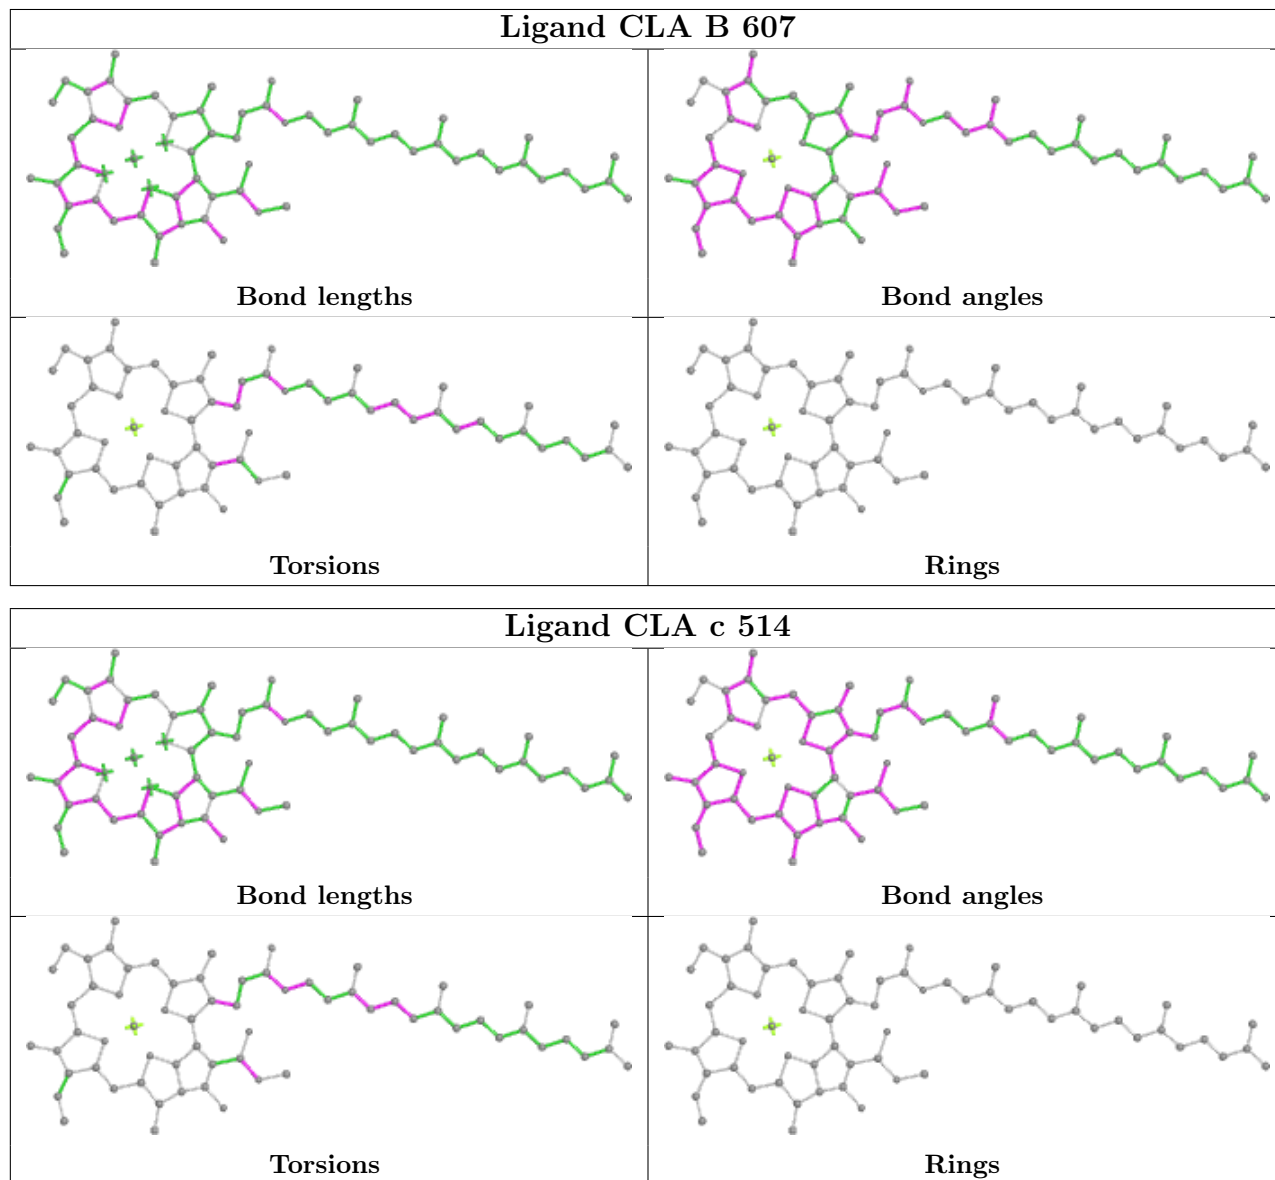 Ligand CLA B 607
Bond lengths
Bond angles
Torsions
Rings
Ligand CLA c 514
Bond lengths
Bond angles
Torsions
Rings